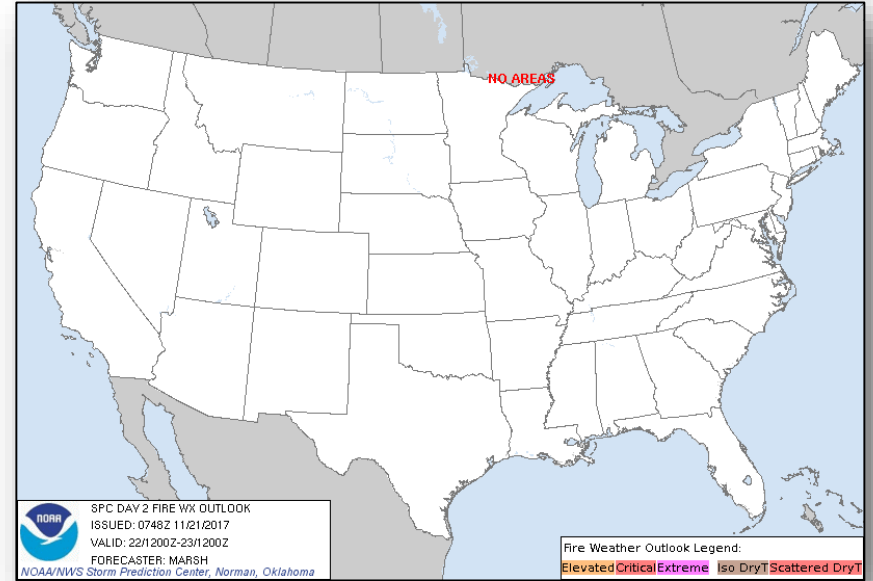 NO AREAS
NOAA
SPC DAY 2 FIRE WX OUTLOOK
ISSUED: 0748Z 11/21/2017
VALID: 22/1200Z-23/1200Z
FORECASTER: MARSH
NOAA/NWS Storm Prediction Center, Norman, Oklahoma
Fire Weather Outlook Legend:
Elevated Critical Extreme Iso DryT Scattered DryT